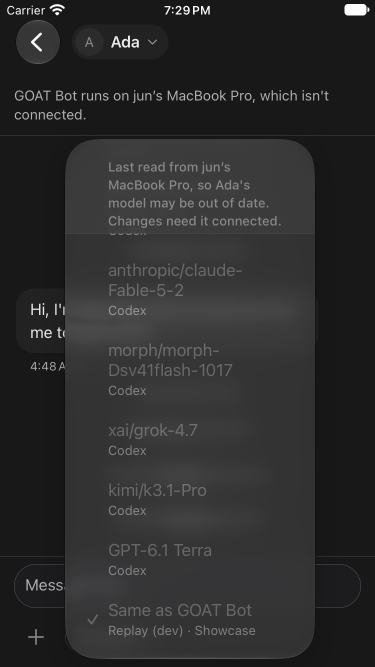 Carrier
7:29 PM
A Ada
GOAT Bot runs on jun's MacBook Pro, which isn't
connected.
Last read from jun's
MacBook Pro, so Ada's
model may be out of date.
Changes need it connected.
Codex
anthropic/claude-
Fable-5-2
Codex
Hi, I'
me t
4:48 A
morph/morph-
Dsv41flash-1017
Codex
xai/grok-4.7
Codex
kimi/k3.1-Pro
Codex
GPT-6.1 Terra
Codex
Mess
Same as GOAT Bot
Replay (dev) · Showcase